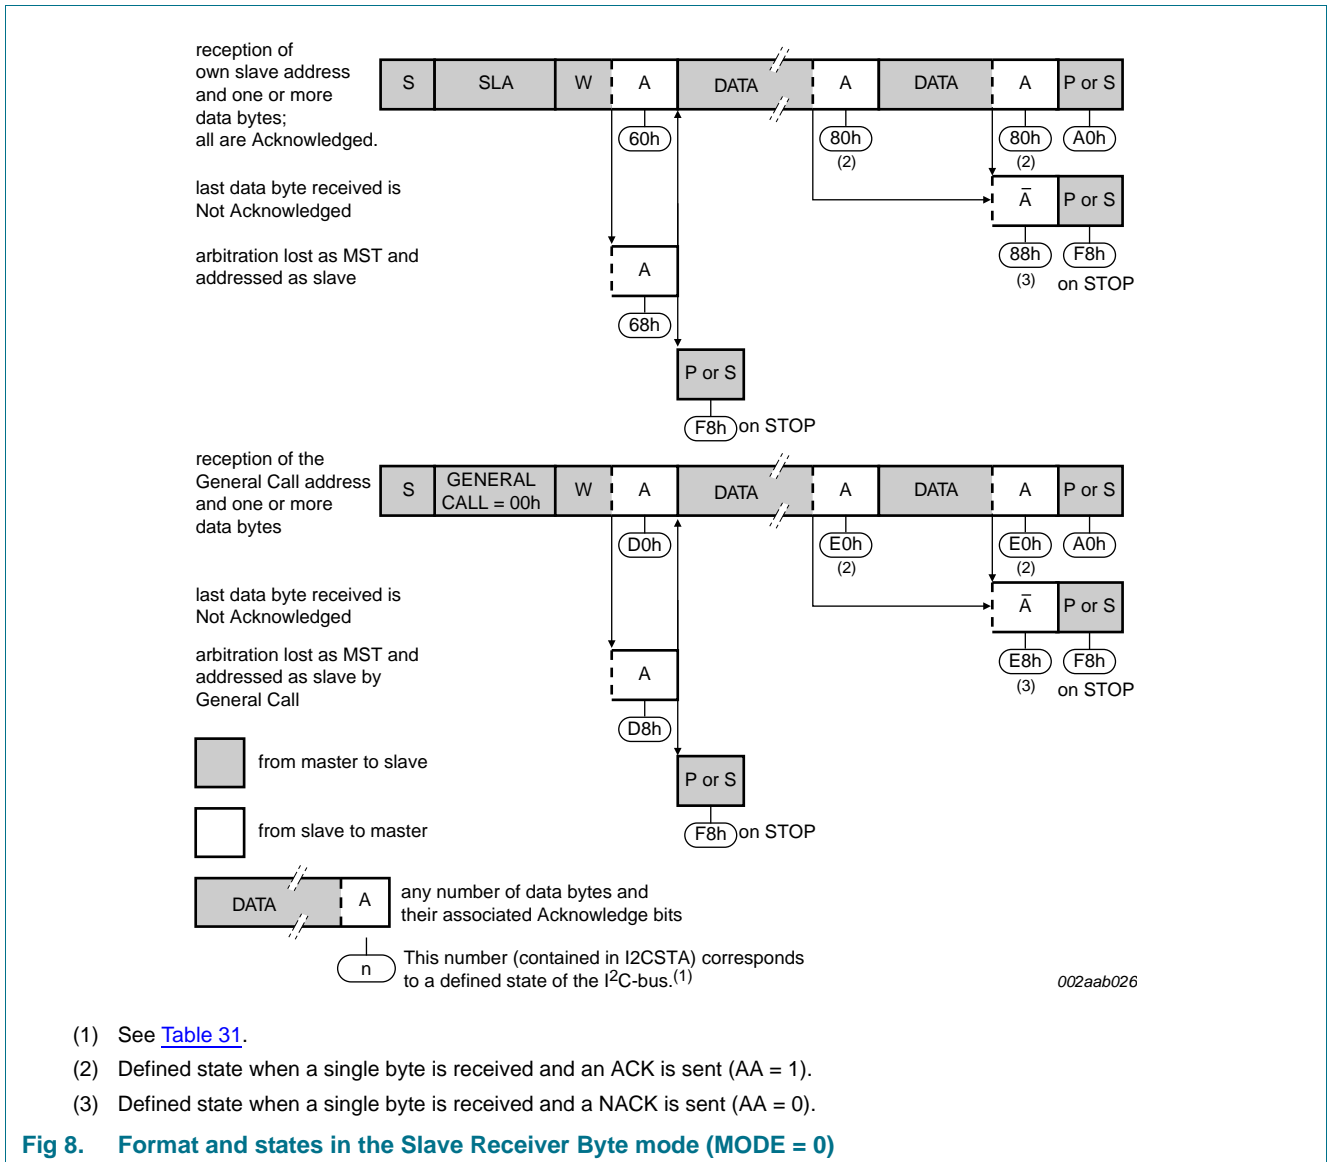 reception of
own slave address
and one or more
data bytes;
all are Acknowledged.
S SLA W A DATA A DATA A P or S
60h 80h 80h A0h
(2) (2)
last data byte received is
Not Acknowledged
Ā P or S
88h F8h
(3) on STOP
arbitration lost as MST and
addressed as slave
A
68h
P or S
F8h on STOP
reception of the
General Call address
and one or more
data bytes
S GENERAL CALL = 00h W A DATA A DATA A P or S
D0h E0h E0h A0h
(2) (2)
last data byte received is
Not Acknowledged
Ā P or S
E8h F8h
(3) on STOP
arbitration lost as MST and
addressed as slave by
General Call
A
D8h
P or S
F8h on STOP
from master to slave
from slave to master
DATA A
any number of data bytes and
their associated Acknowledge bits
n
This number (contained in I2CSTA) corresponds
to a defined state of the I²C-bus.(1)
002aab026
(1) See Table 31.
(2) Defined state when a single byte is received and an ACK is sent (AA = 1).
(3) Defined state when a single byte is received and a NACK is sent (AA = 0).
Fig 8. Format and states in the Slave Receiver Byte mode (MODE = 0)